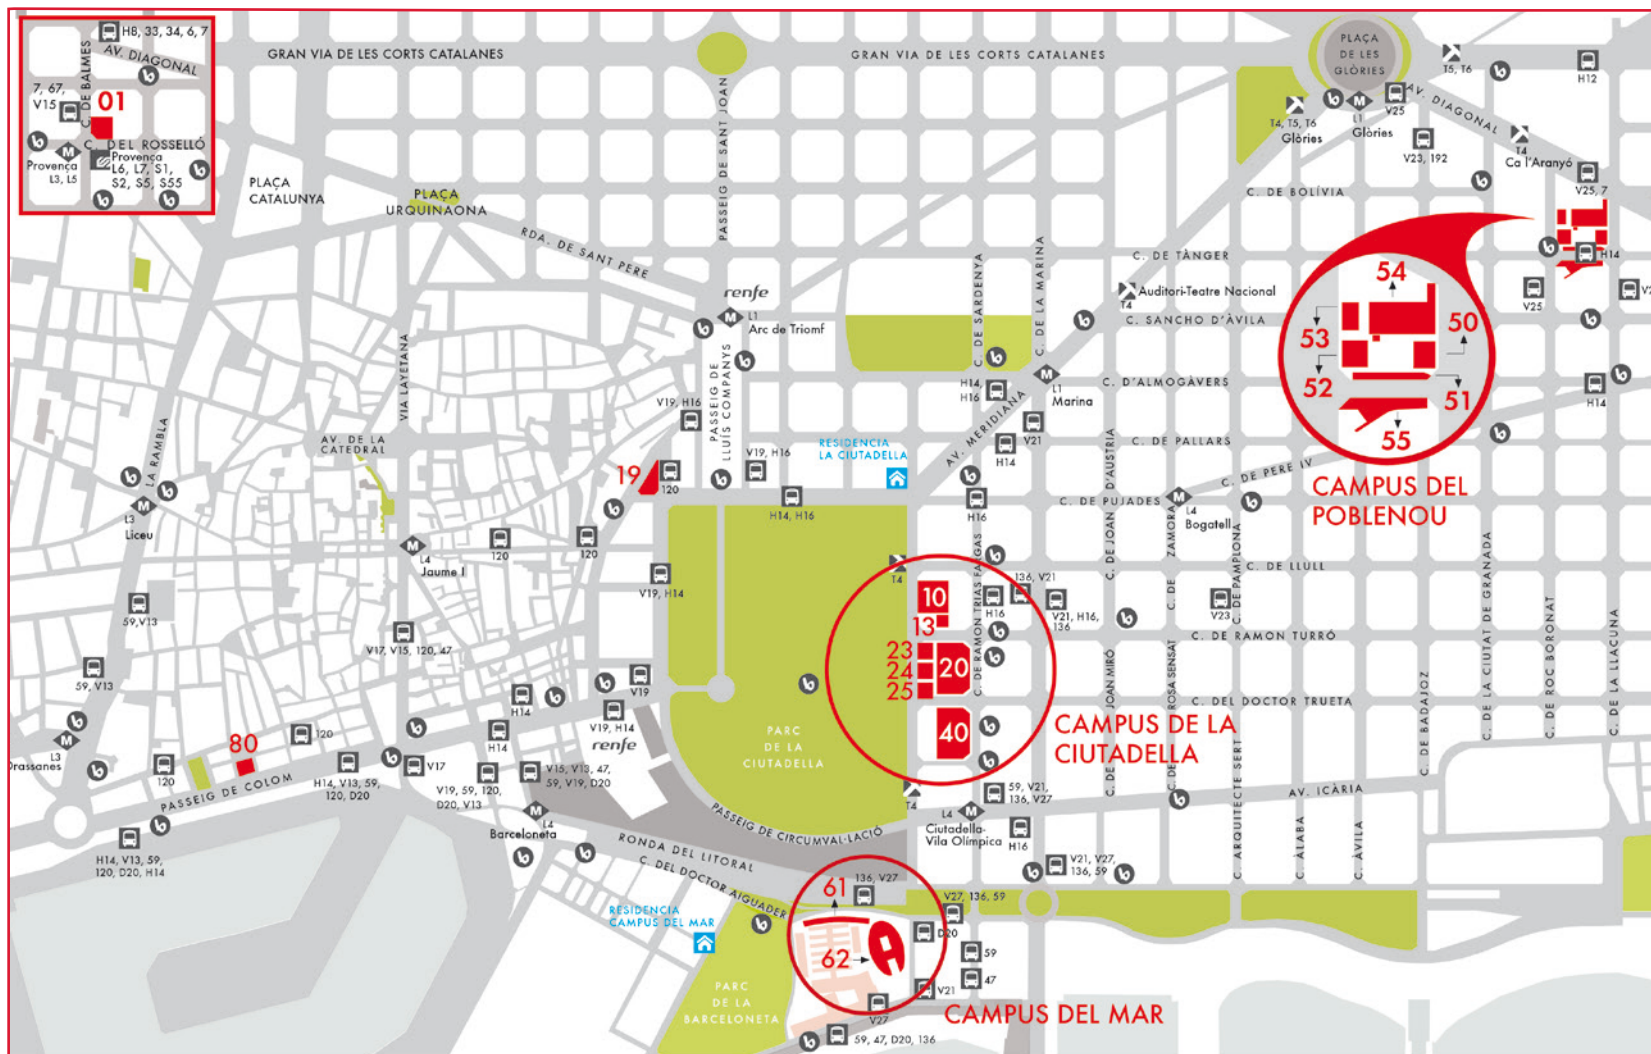 H8, 33, 34, 6, 7
AV. DIAGONAL
C. DE BALMES
7, 67,
V15
01
C. DEL ROSSELLÓ
Provença
L3, L5
Provença
L6, L7, S1,
S2, S5, S55
GRAN VIA DE LES CORTS CATALANES
GRAN VIA DE LES CORTS CATALANES
PLAÇA
DE LES
GLÒRIES
T5, T6
H12
V25
AV. DIAGONAL
T4, T5, T6
Glòries
L1
Glòries
V23, 192
T4
Ca l'Aranyó
V25, 7
PLAÇA
CATALUNYA
PLAÇA
URQUINAONA
PASSEIG DE SANT JOAN
RDA. DE SANT PERE
C. DE BOLÍVIA
C. DE TÀNGER
C. DE SARDENYA
C. DE LA MARINA
T4
Auditori-Teatre Nacional
C. SANCHO D'ÀVILA
H14
V25
54
53
50
52
51
55
CAMPUS DEL
POBLENOU
renfe
L1
Arc de Triomf
PASSEIG DE
LLUÍS COMPANYS
VIA LAYETANA
L1
Marina
C. D'ALMOGÀVERS
H14,
H16
V21
H14
AV. MERIDIANA
C. DE PALLARS
H14
V19, H16
V19, H16
AV. DE LA
CATEDRAL
LA RAMBLA
RESIDENCIA
LA CIUTADELLA
19
120
H14, H16
H16
C. DE PUJADES
C. DE PERE IV
L4
Bogatell
L3
Liceu
L4
Jaume I
120
120
C. DE JOAN D'AUSTRIA
C. DE ZAMORA
C. DE PAMPLONA
C. DE LLULL
T4
C. DE RAMON TRIAS FARGAS
V19, H14
59,V13
V17, V15, 120, 47
10
13
136, V21
H16
V21, H16,
136
V23
C. DE RAMON TURRÓ
23
24
25
20
40
CAMPUS DE LA
CIUTADELLA
59, V13
V19
H14
V19, H14
H14
renfe
C. DE JOAN MIRÓ
C. DE ROSA SENSAT
C. DEL DOCTOR TRUETA
C. DE BADAJOZ
C. DE LA CIUTAT DE GRANADA
C. DE ROC BORONAT
C. DE LA LLACUNA
L3
80
120
120
PASSEIG DE COLOM
H14, V13, 59,
120, D20
V17
V19, 59, 120,
D20, V13
V15, V13, 47,
59, V19, D20
PARC
DE LA
CIUTADELLA
PASSEIG DE CIRCUMVAL·LACIÓ
T4
59, V21,
136, V27
L4
Ciutadella-
Vila Olímpica
H16
AV. ICÀRIA
C. ARQUITECTE SERT
C. ÀLABA
C. ÀVILA
H14, V13, 59,
120, D20, H14
L4
Barceloneta
RONDA DEL LITORAL
C. DEL DOCTOR AIGUADER
V21, V27,
136, 59
61
136, V27
V27, 136, 59
RESIDENCIA
CAMPUS DEL MAR
62
D20
59
47
V21
V27
59, 47, D20, 136
PARC
DE LA
BARCELONETA
CAMPUS DEL MAR